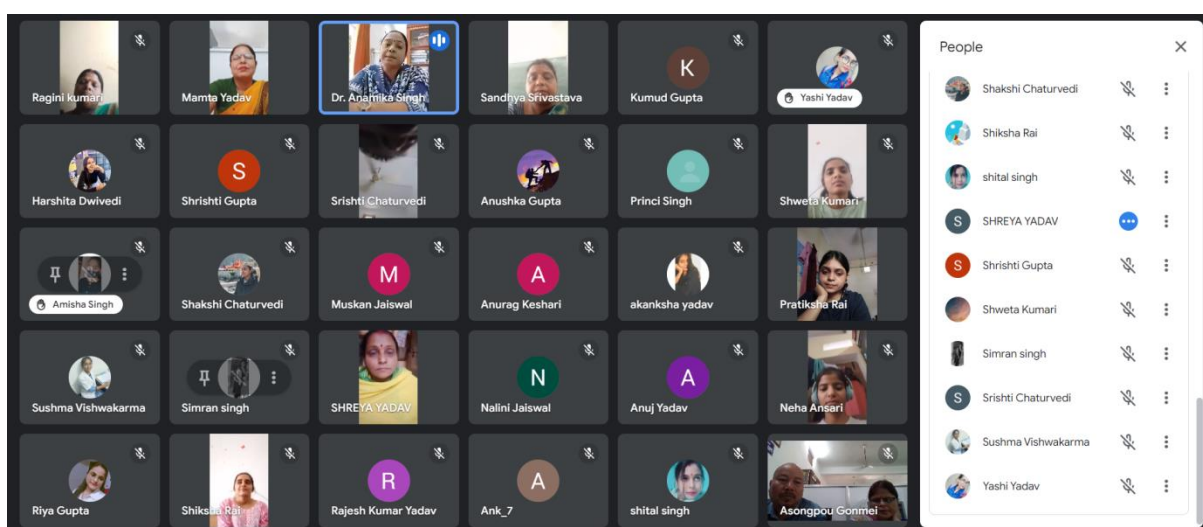 Ragini kumari
Mamta Yadav
Dr. Anamika Singh
Sandhya Srivastava
K
Kumud Gupta
Yashi Yadav
Harshita Dwivedi
S
Shrishti Gupta
Srishti Chaturvedi
Anushka Gupta
Princi Singh
Shweta Kumari
Amisha Singh
Shakshi Chaturvedi
M
Muskan Jaiswal
A
Anurag Keshari
akanksha yadav
Pratiksha Rai
Sushma Vishwakarma
Simran singh
SHREYA YADAV
N
Nalini Jaiswal
A
Anuj Yadav
Neha Ansari
Riya Gupta
Shiksha Rai
R
Rajesh Kumar Yadav
A
Ank_7
shital singh
Asongpou Gonmei
People
Shakshi Chaturvedi
Shiksha Rai
shital singh
S SHREYA YADAV
S Shrishti Gupta
Shweta Kumari
Simran singh
S Srishti Chaturvedi
Sushma Vishwakarma
Yashi Yadav